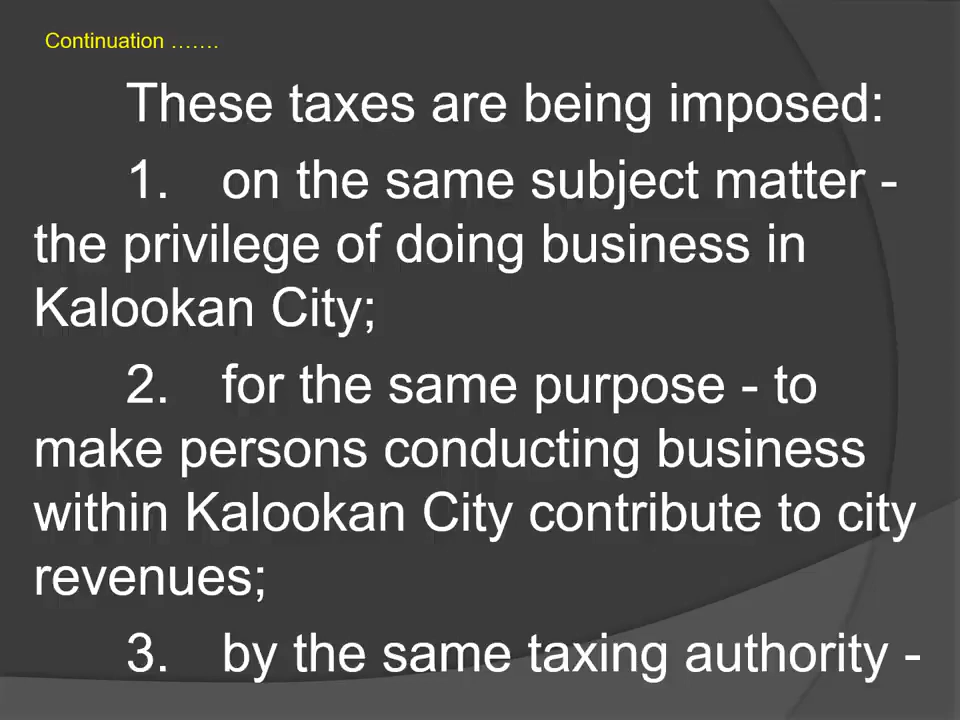 Continuation …….
These taxes are being imposed:
1. on the same subject matter -
the privilege of doing business in
Kalookan City;
2. for the same purpose - to
make persons conducting business
within Kalookan City contribute to city
revenues;
3. by the same taxing authority -